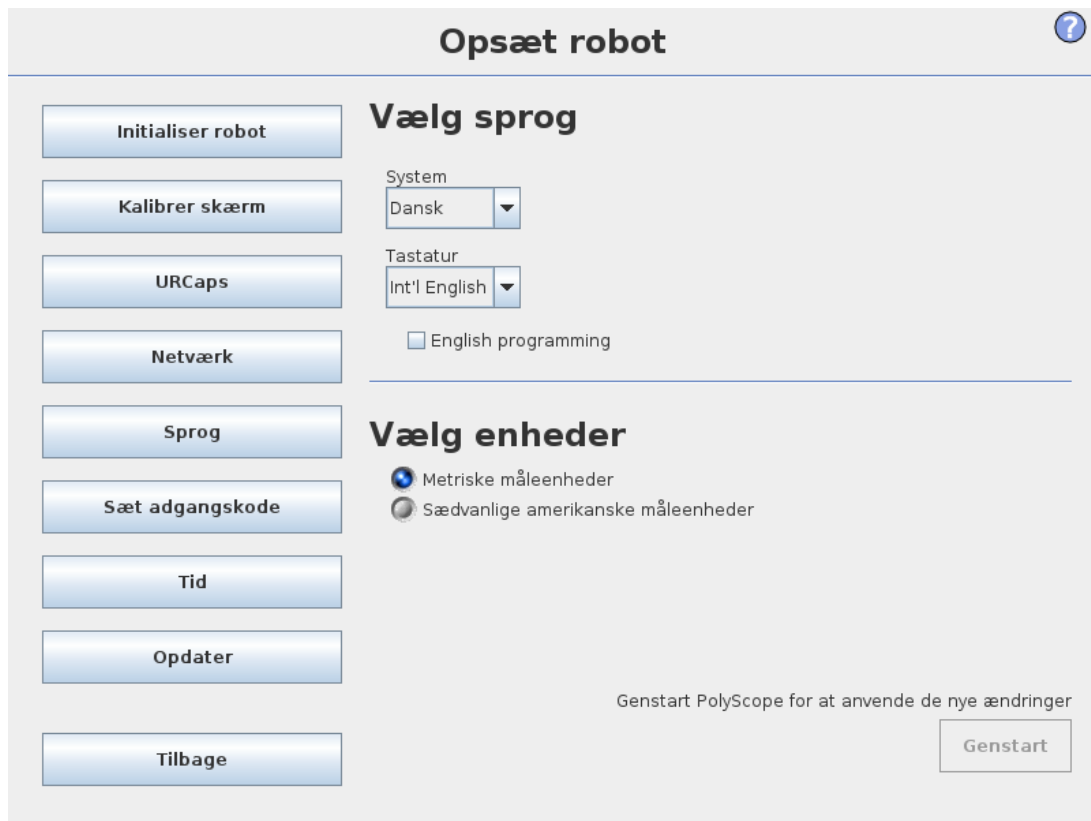 Opsæt robot
?
Initialiser robot
Kalibrer skærm
URCaps
Netværk
Sprog
Sæt adgangskode
Tid
Opdater
Tilbage
Vælg sprog
System
Dansk
Tastatur
Int'l English
English programming
Vælg enheder
Metriske måleenheder
Sædvanlige amerikanske måleenheder
Genstart PolyScope for at anvende de nye ændringer
Genstart